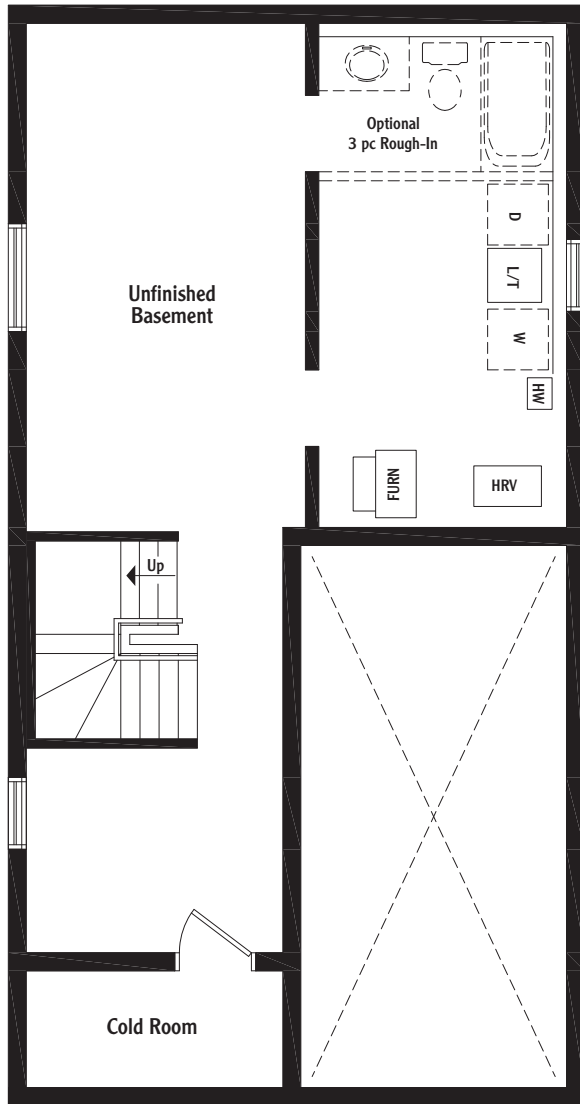 Optional
3 pc Rough-In
D
L/T
W
HW
Unfinished
Basement
FURN
HRV
Up
Cold Room